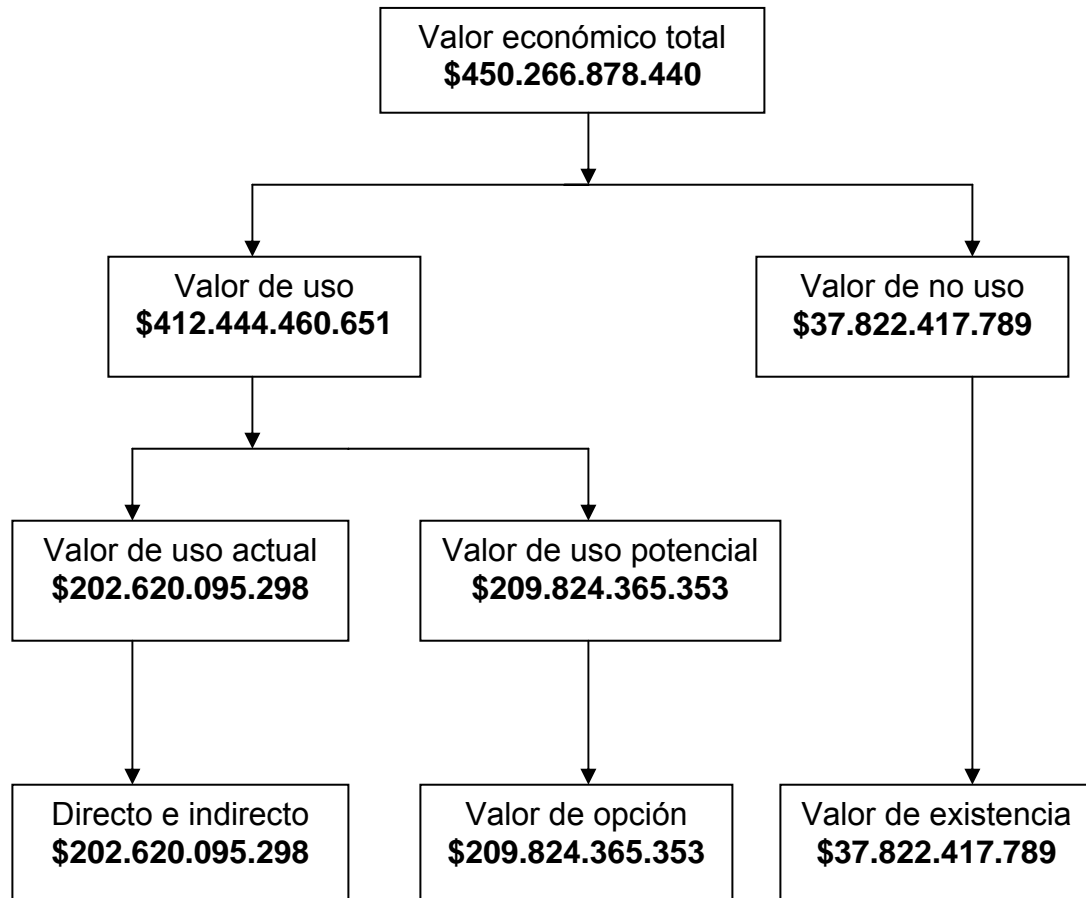 Valor económico total
$450.266.878.440
Valor de uso
$412.444.460.651
Valor de no uso
$37.822.417.789
Valor de uso actual
$202.620.095.298
Valor de uso potencial
$209.824.365.353
Directo e indirecto
$202.620.095.298
Valor de opción
$209.824.365.353
Valor de existencia
$37.822.417.789